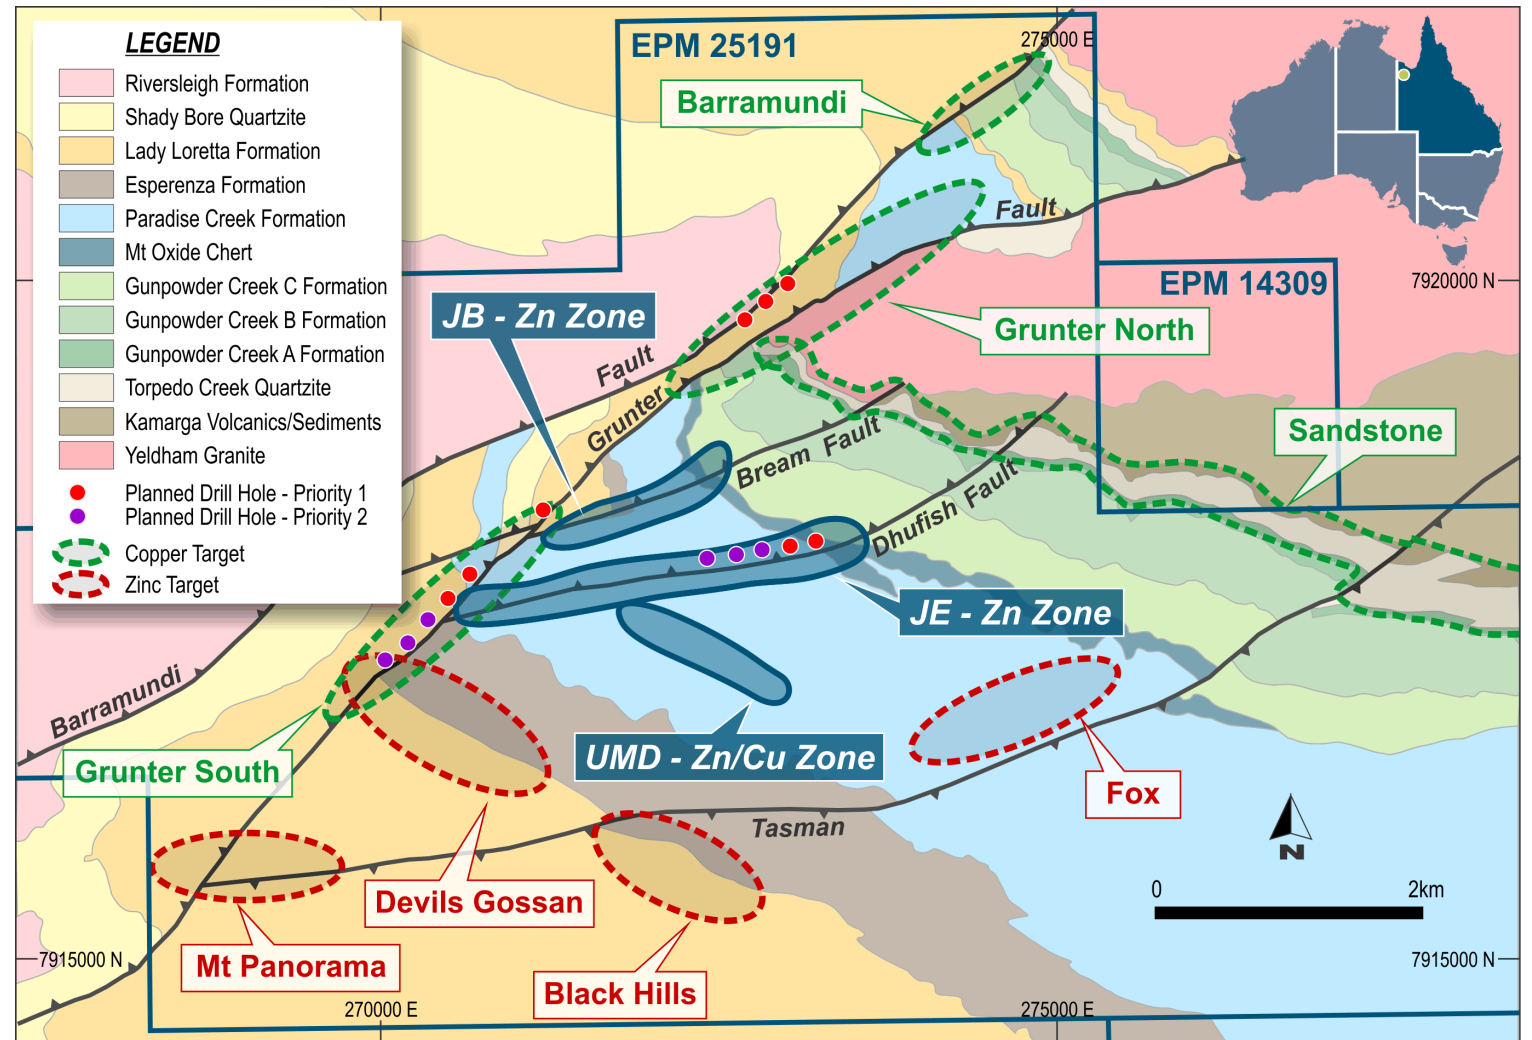 LEGEND
Riversleigh Formation
Shady Bore Quartzite
Lady Loretta Formation
Esperenza Formation
Paradise Creek Formation
Mt Oxide Chert
Gunpowder Creek C Formation
Gunpowder Creek B Formation
Gunpowder Creek A Formation
Torpedo Creek Quartzite
Kamarga Volcanics/Sediments
Yeldham Granite
Planned Drill Hole - Priority 1
Planned Drill Hole - Priority 2
Copper Target
Zinc Target
EPM 25191
275000 E
Barramundi
Fault
EPM 14309
7920000 N
JB - Zn Zone
Grunter North
Fault
Grunter
Sandstone
Bream Fault
Dhufish Fault
JE - Zn Zone
Barramundi
Grunter South
UMD - Zn/Cu Zone
Fox
Tasman
N
Devils Gossan
0 2km
Mt Panorama
Black Hills
7915000 N
7915000 N
270000 E
275000 E